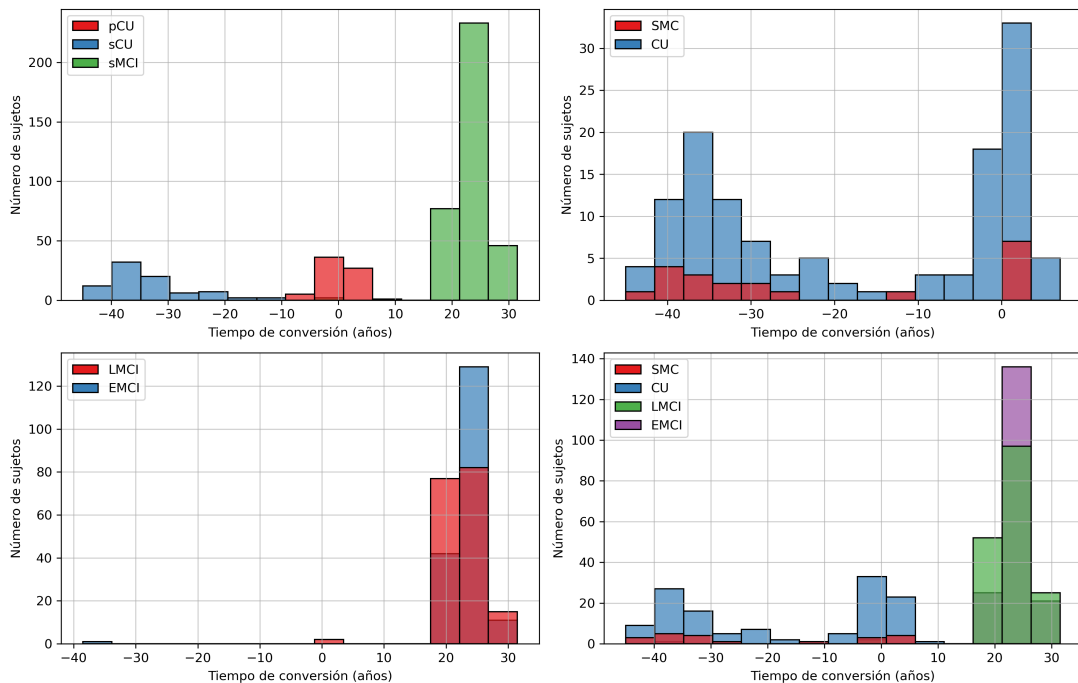 pCU
sCU
sMCI
Número de sujetos
200
150
100
50
0
−40 −30 −20 −10 0 10 20 30
Tiempo de conversión (años)
SMC
CU
Número de sujetos
30
25
20
15
10
5
0
−40 −30 −20 −10 0
Tiempo de conversión (años)
LMCI
EMCI
Número de sujetos
120
100
80
60
40
20
0
−40 −30 −20 −10 0 10 20 30
Tiempo de conversión (años)
SMC
CU
LMCI
EMCI
Número de sujetos
140
120
100
80
60
40
20
0
−40 −30 −20 −10 0 10 20 30
Tiempo de conversión (años)